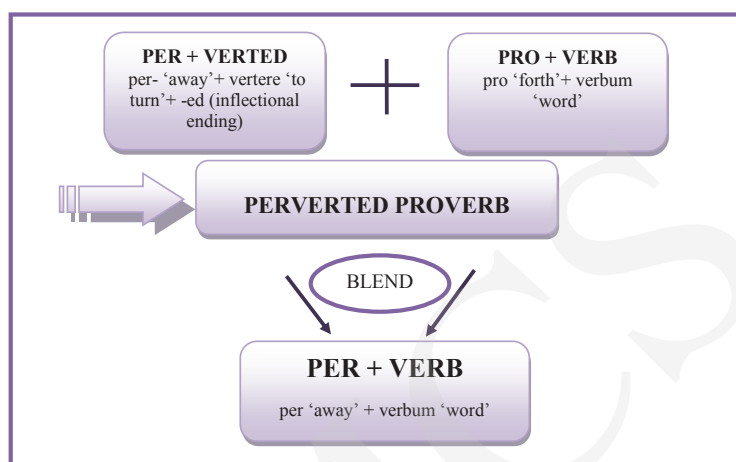 PER + VERTED
per- ‘away’+ vertere ‘to
turn’+ -ed (inflectional
ending)
PRO + VERB
pro ‘forth’+ verbum
‘word’
PERVERTED PROVERB
BLEND
PER + VERB
per ‘away’ + verbum ‘word’